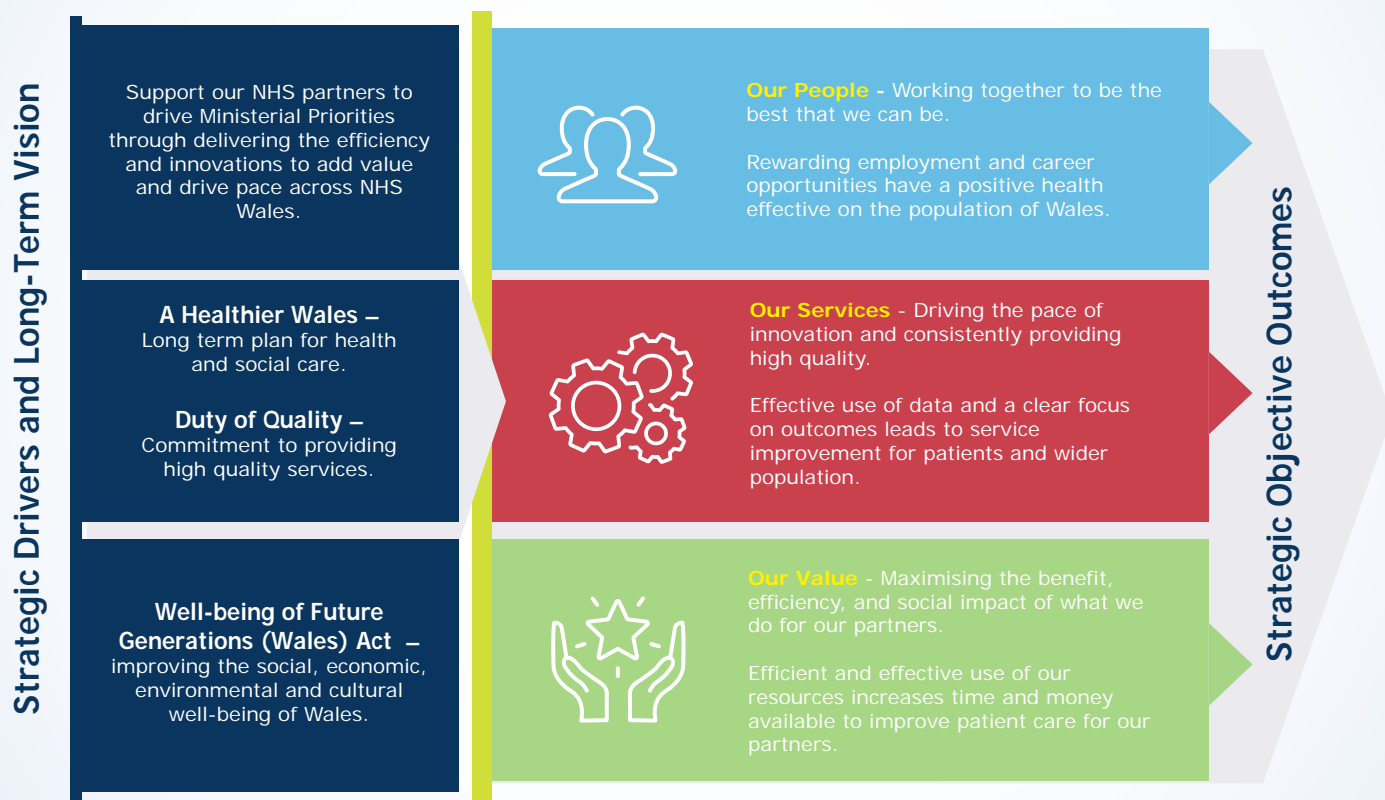 Strategic Drivers and Long-Term Vision
Support our NHS partners to
drive Ministerial Priorities
through delivering the efficiency
and innovations to add value
and drive pace across NHS
Wales.
A Healthier Wales –
Long term plan for health
and social care.
Duty of Quality –
Commitment to providing
high quality services.
Well-being of Future
Generations (Wales) Act –
improving the social, economic,
environmental and cultural
well-being of Wales.
Our People - Working together to be the
best that we can be.
Rewarding employment and career
opportunities have a positive health
effective on the population of Wales.
Our Services - Driving the pace of
innovation and consistently providing
high quality.
Effective use of data and a clear focus
on outcomes leads to service
improvement for patients and wider
population.
Our Value - Maximising the benefit,
efficiency, and social impact of what we
do for our partners.
Efficient and effective use of our
resources increases time and money
available to improve patient care for our
partners.
Strategic Objective Outcomes